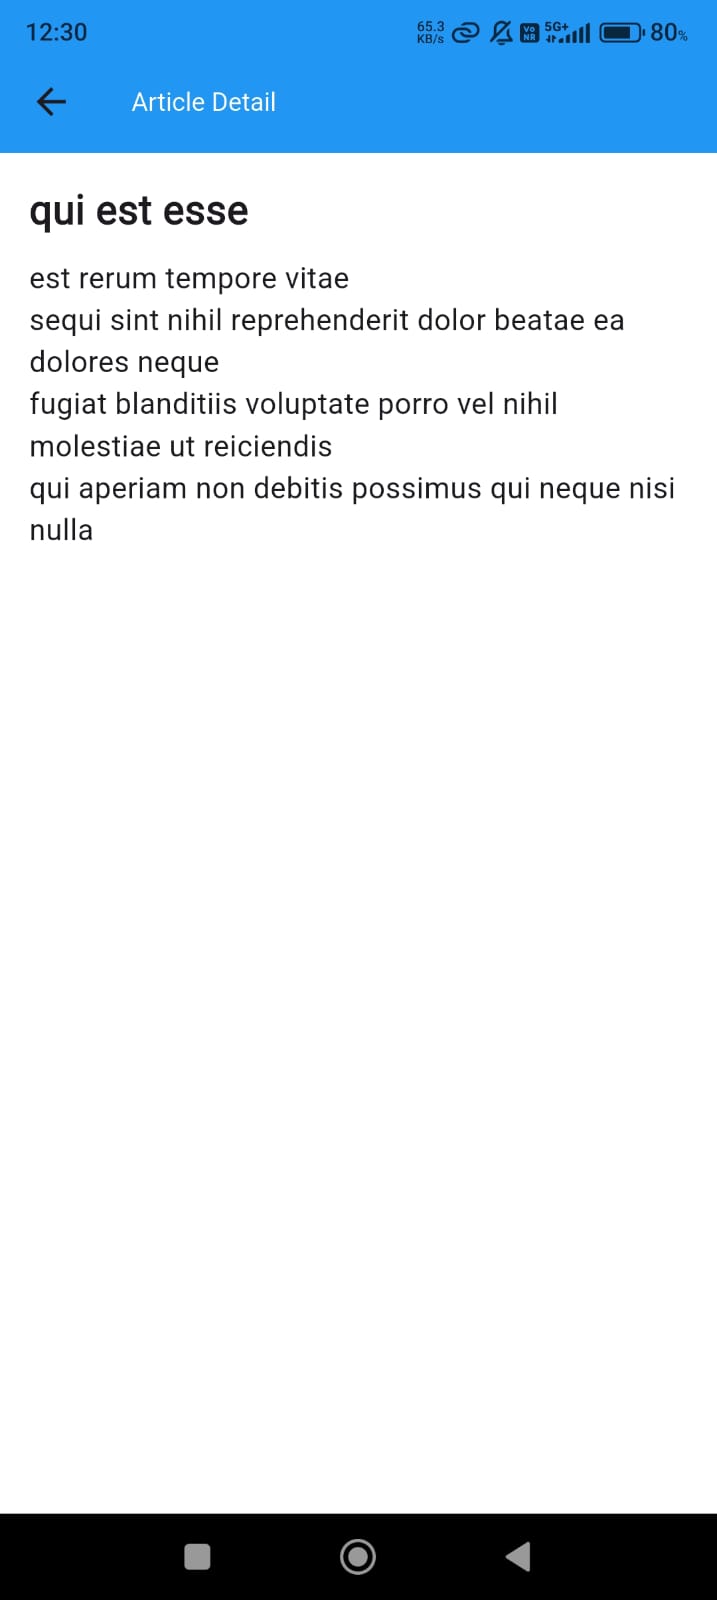 12:30
65.3
KB/s
Vo
NR
5G+
80%
Article Detail
qui est esse
est rerum tempore vitae
sequi sint nihil reprehenderit dolor beatae ea
dolores neque
fugiat blanditiis voluptate porro vel nihil
molestiae ut reiciendis
qui aperiam non debitis possimus qui neque nisi
nulla